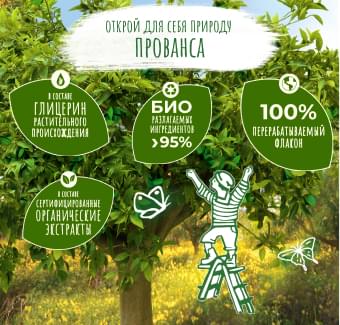 ОТКРОЙ ДЛЯ СЕБЯ ПРИРОДУ
ПРОВАНСА
В СОСТАВЕ
ГЛИЦЕРИН
РАСТИТЕЛЬНОГО
ПРОИСХОЖДЕНИЯ
БИО
РАЗЛАГАЕМЫХ
ИНГРЕДИЕНТОВ
>95%
100%
ПЕРЕРАБАТЫВАЕМЫЙ
ФЛАКОН
В СОСТАВЕ
СЕРТИФИЦИРОВАННЫЕ
ОРГАНИЧЕСКИЕ
ЭКСТРАКТЫ